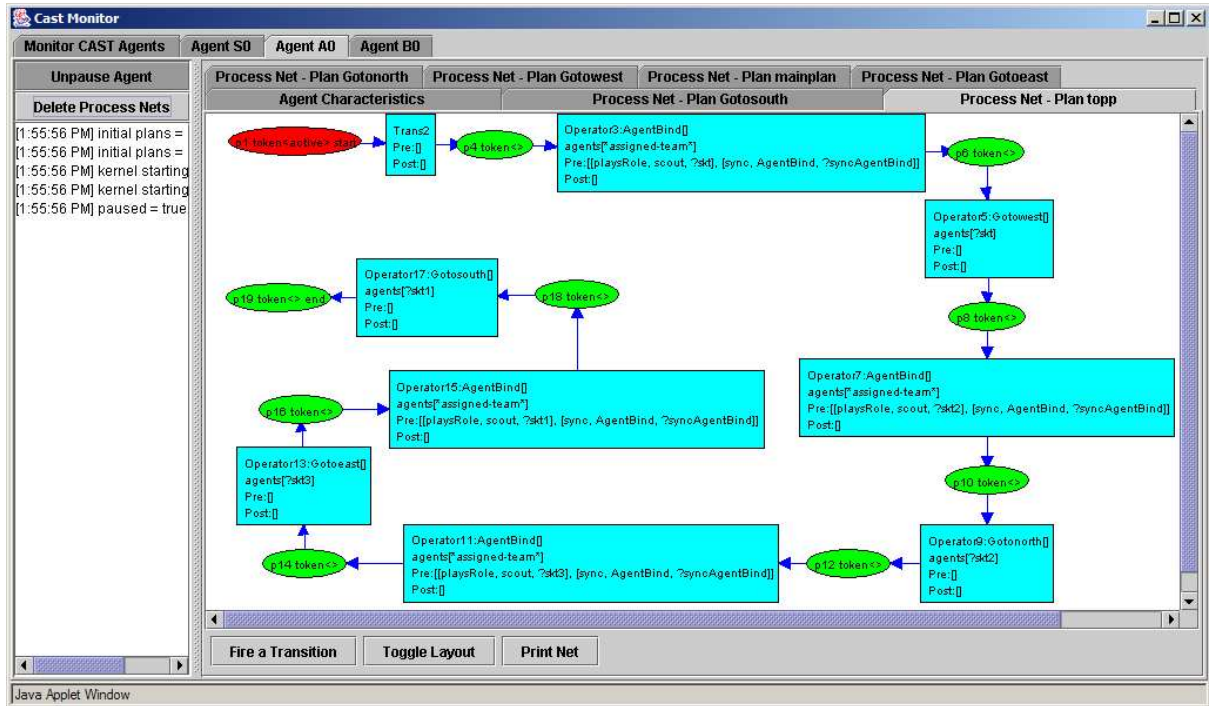 Cast Monitor
Monitor CAST Agents Agent S0 Agent A0 Agent B0
Unpause Agent
Delete Process Nets
[1:55:56 PM] initial plans =
[1:55:56 PM] initial plans =
[1:55:56 PM] kernel starting
[1:55:56 PM] kernel starting
[1:55:56 PM] paused = true
Process Net - Plan Gotonorth Process Net - Plan Gotowest Process Net - Plan mainplan Process Net - Plan Gotoeast
Agent Characteristics Process Net - Plan Gotosouth Process Net - Plan topp
p1 token<active> start
Trans2
Pre:[]
Post:[]
p4 token<>
Operator3:AgentBind[]
agents[*assigned-team*]
Pre:[[playsRole, scout, ?skt], [sync, AgentBind, ?syncAgentBind]]
Post:[]
p6 token<>
Operator5:Gotowest[]
agents[?skt]
Pre:[]
Post:[]
p8 token<>
Operator7:AgentBind[]
agents[*assigned-team*]
Pre:[[playsRole, scout, ?skt2], [sync, AgentBind, ?syncAgentBind]]
Post:[]
p10 token<>
Operator9:Gotonorth[]
agents[?skt2]
Pre:[]
Post:[]
p12 token<>
Operator11:AgentBind[]
agents[*assigned-team*]
Pre:[[playsRole, scout, ?skt3], [sync, AgentBind, ?syncAgentBind]]
Post:[]
p14 token<>
Operator13:Gotoeast[]
agents[?skt3]
Pre:[]
Post:[]
p16 token<>
Operator15:AgentBind[]
agents[*assigned-team*]
Pre:[[playsRole, scout, ?skt1], [sync, AgentBind, ?syncAgentBind]]
Post:[]
p18 token<>
Operator17:Gotosouth[]
agents[?skt1]
Pre:[]
Post:[]
p19 token<> end
Fire a Transition Toggle Layout Print Net
Java Applet Window